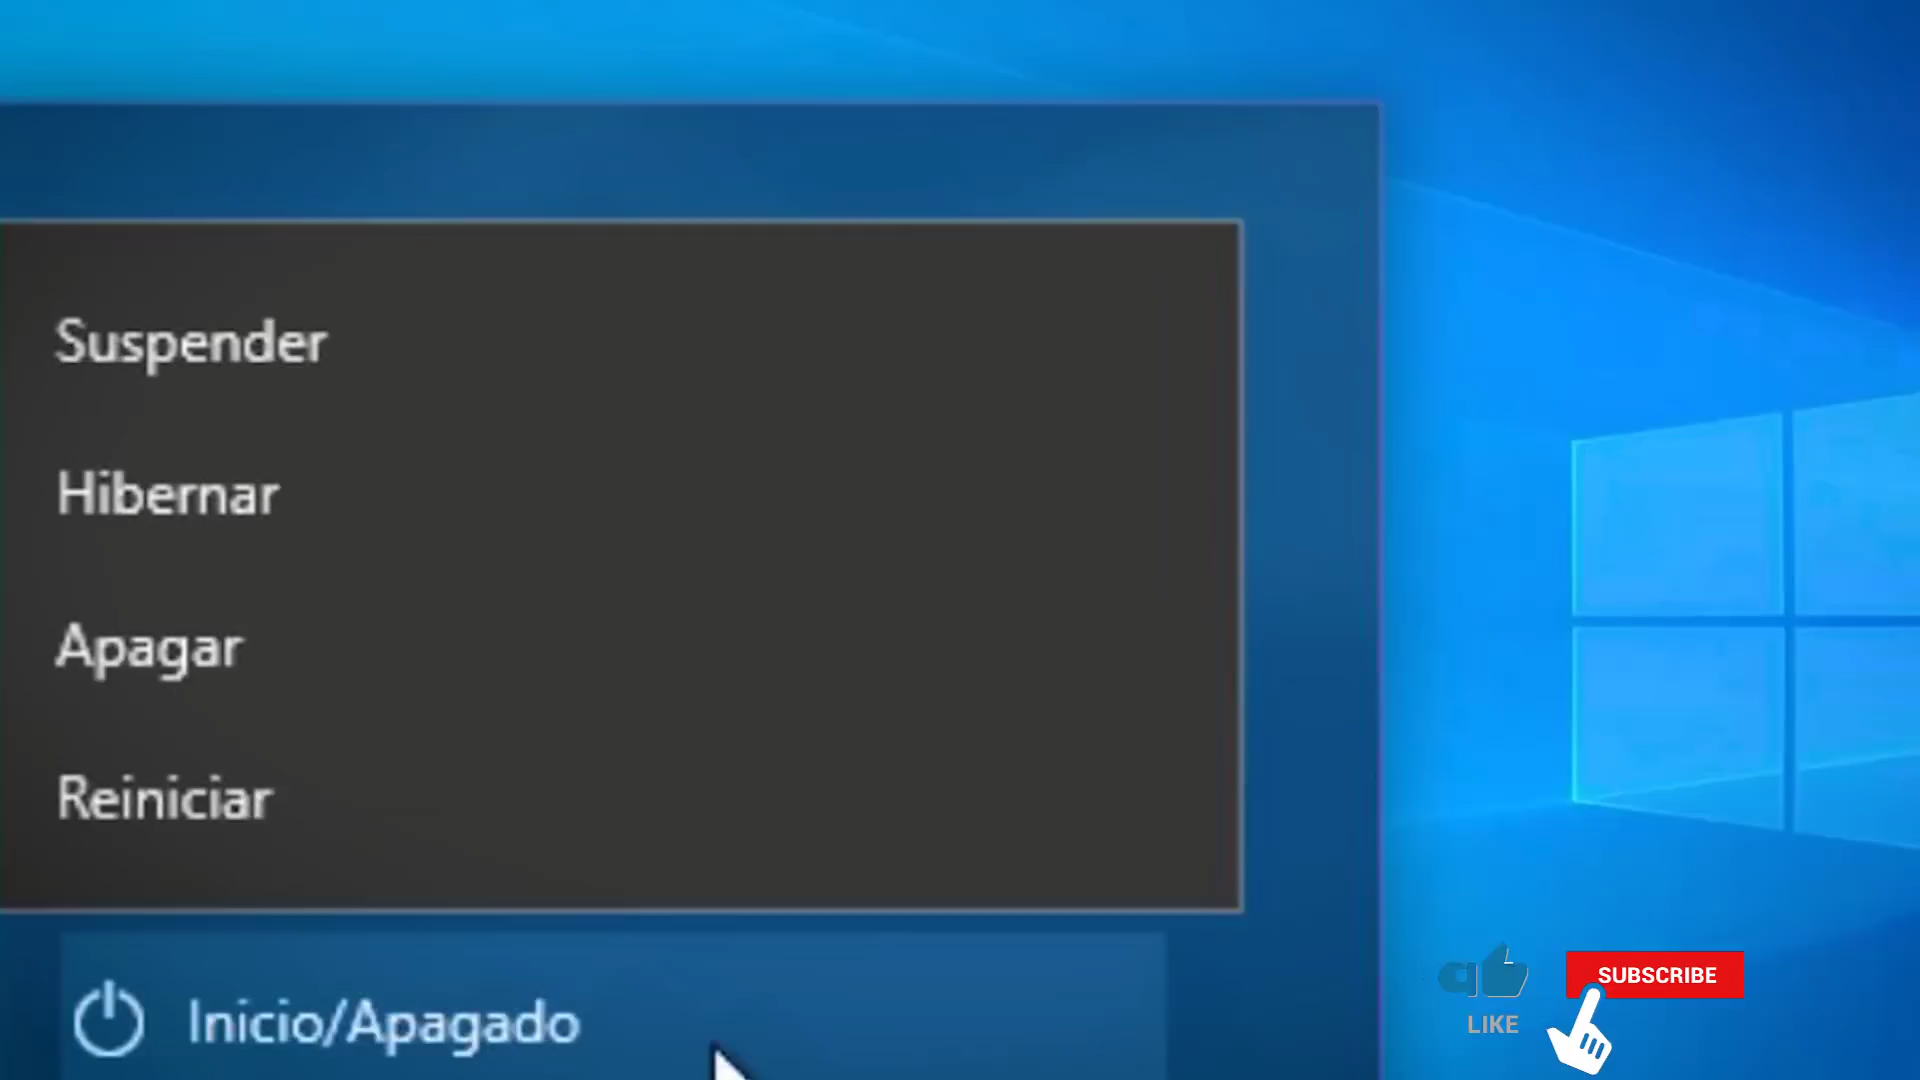 Suspender
Hibernar
Apagar
Reiniciar
Inicio/Apagado
SUBSCRIBE
LIKE